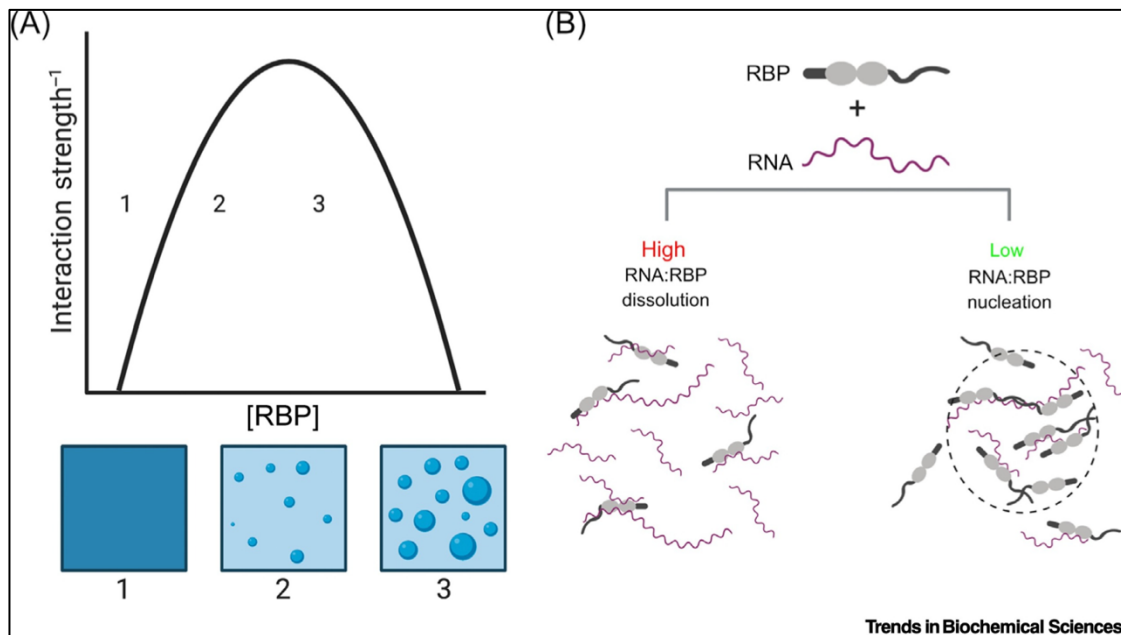 (A)
Interaction strength⁻¹
1
2
3
[RBP]
1
2
3
(B)
RBP
+
RNA
High
RNA:RBP
dissolution
Low
RNA:RBP
nucleation
Trends in Biochemical Sciences